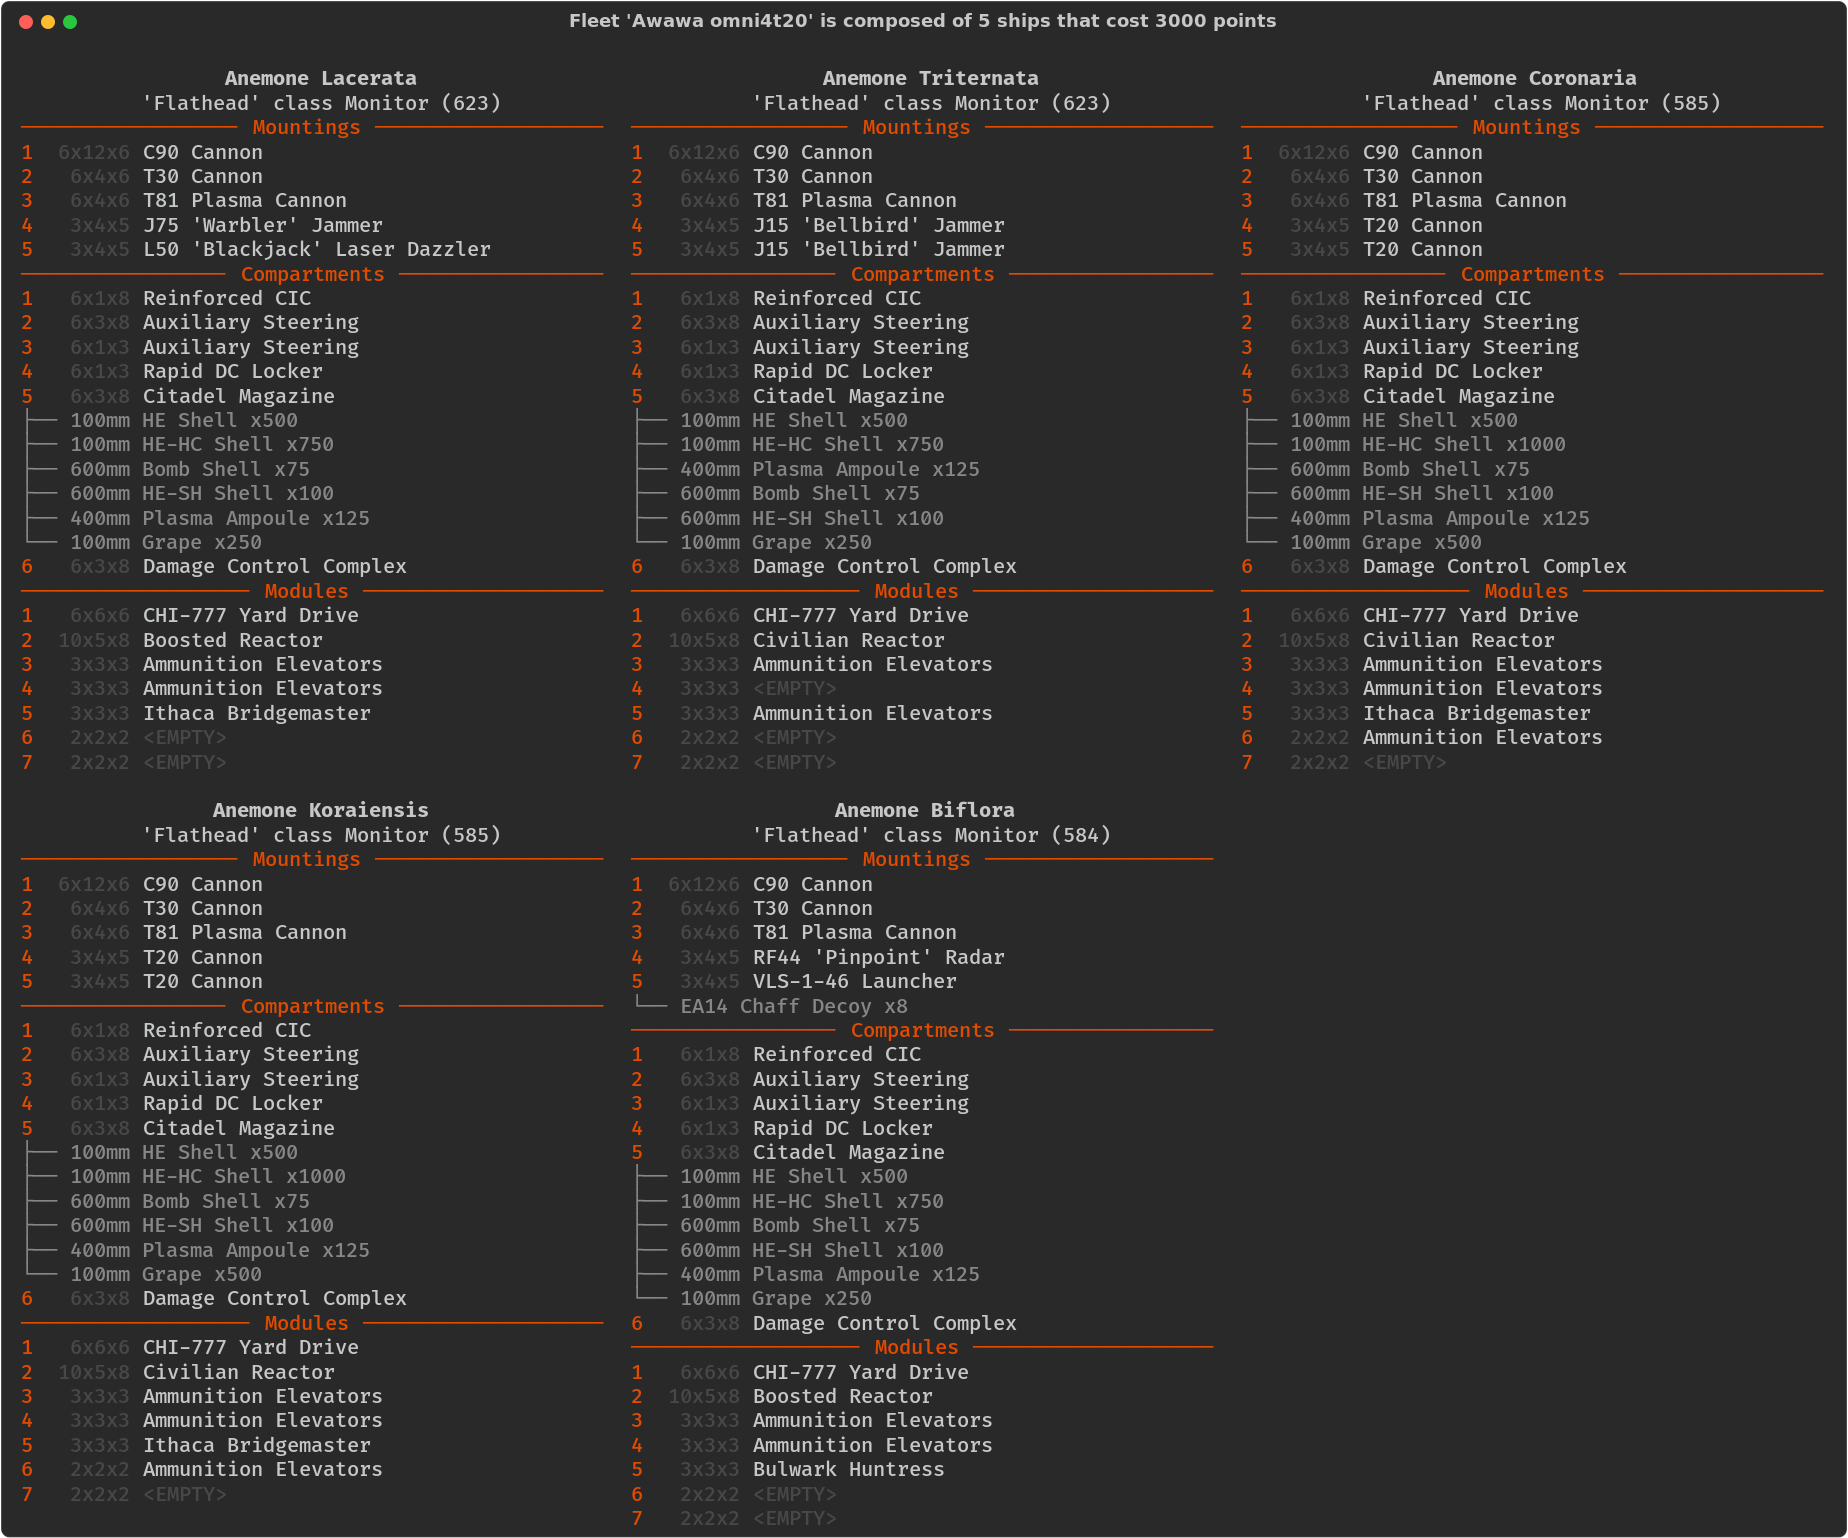 Fleet 'Awawa omni4t20' is composed of 5 ships that cost 3000 points
Anemone Lacerata
'Flathead' class Monitor (623)
Mountings
1 6x12x6 C90 Cannon
2 6x4x6 T30 Cannon
3 6x4x6 T81 Plasma Cannon
4 3x4x5 J75 'Warbler' Jammer
5 3x4x5 L50 'Blackjack' Laser Dazzler
Compartments
1 6x1x8 Reinforced CIC
2 6x3x8 Auxiliary Steering
3 6x1x3 Auxiliary Steering
4 6x1x3 Rapid DC Locker
5 6x3x8 Citadel Magazine
100mm HE Shell x500
100mm HE-HC Shell x750
600mm Bomb Shell x75
600mm HE-SH Shell x100
400mm Plasma Ampoule x125
100mm Grape x250
6 6x3x8 Damage Control Complex
Modules
1 6x6x6 CHI-777 Yard Drive
2 10x5x8 Boosted Reactor
3 3x3x3 Ammunition Elevators
4 3x3x3 Ammunition Elevators
5 3x3x3 Ithaca Bridgemaster
6 2x2x2 <EMPTY>
7 2x2x2 <EMPTY>
Anemone Triternata
'Flathead' class Monitor (623)
Mountings
1 6x12x6 C90 Cannon
2 6x4x6 T30 Cannon
3 6x4x6 T81 Plasma Cannon
4 3x4x5 J15 'Bellbird' Jammer
5 3x4x5 J15 'Bellbird' Jammer
Compartments
1 6x1x8 Reinforced CIC
2 6x3x8 Auxiliary Steering
3 6x1x3 Auxiliary Steering
4 6x1x3 Rapid DC Locker
5 6x3x8 Citadel Magazine
100mm HE Shell x500
100mm HE-HC Shell x750
400mm Plasma Ampoule x125
600mm Bomb Shell x75
600mm HE-SH Shell x100
100mm Grape x250
6 6x3x8 Damage Control Complex
Modules
1 6x6x6 CHI-777 Yard Drive
2 10x5x8 Civilian Reactor
3 3x3x3 Ammunition Elevators
4 3x3x3 <EMPTY>
5 3x3x3 Ammunition Elevators
6 2x2x2 <EMPTY>
7 2x2x2 <EMPTY>
Anemone Coronaria
'Flathead' class Monitor (585)
Mountings
1 6x12x6 C90 Cannon
2 6x4x6 T30 Cannon
3 6x4x6 T81 Plasma Cannon
4 3x4x5 T20 Cannon
5 3x4x5 T20 Cannon
Compartments
1 6x1x8 Reinforced CIC
2 6x3x8 Auxiliary Steering
3 6x1x3 Auxiliary Steering
4 6x1x3 Rapid DC Locker
5 6x3x8 Citadel Magazine
100mm HE Shell x500
100mm HE-HC Shell x1000
600mm Bomb Shell x75
600mm HE-SH Shell x100
400mm Plasma Ampoule x125
100mm Grape x500
6 6x3x8 Damage Control Complex
Modules
1 6x6x6 CHI-777 Yard Drive
2 10x5x8 Civilian Reactor
3 3x3x3 Ammunition Elevators
4 3x3x3 Ammunition Elevators
5 3x3x3 Ithaca Bridgemaster
6 2x2x2 Ammunition Elevators
7 2x2x2 <EMPTY>
Anemone Koraiensis
'Flathead' class Monitor (585)
Mountings
1 6x12x6 C90 Cannon
2 6x4x6 T30 Cannon
3 6x4x6 T81 Plasma Cannon
4 3x4x5 T20 Cannon
5 3x4x5 T20 Cannon
Compartments
1 6x1x8 Reinforced CIC
2 6x3x8 Auxiliary Steering
3 6x1x3 Auxiliary Steering
4 6x1x3 Rapid DC Locker
5 6x3x8 Citadel Magazine
100mm HE Shell x500
100mm HE-HC Shell x1000
600mm Bomb Shell x75
600mm HE-SH Shell x100
400mm Plasma Ampoule x125
100mm Grape x500
6 6x3x8 Damage Control Complex
Modules
1 6x6x6 CHI-777 Yard Drive
2 10x5x8 Civilian Reactor
3 3x3x3 Ammunition Elevators
4 3x3x3 Ammunition Elevators
5 3x3x3 Ithaca Bridgemaster
6 2x2x2 Ammunition Elevators
7 2x2x2 <EMPTY>
Anemone Biflora
'Flathead' class Monitor (584)
Mountings
1 6x12x6 C90 Cannon
2 6x4x6 T30 Cannon
3 6x4x6 T81 Plasma Cannon
4 3x4x5 RF44 'Pinpoint' Radar
5 3x4x5 VLS-1-46 Launcher
EA14 Chaff Decoy x8
Compartments
1 6x1x8 Reinforced CIC
2 6x3x8 Auxiliary Steering
3 6x1x3 Auxiliary Steering
4 6x1x3 Rapid DC Locker
5 6x3x8 Citadel Magazine
100mm HE Shell x500
100mm HE-HC Shell x750
600mm Bomb Shell x75
600mm HE-SH Shell x100
400mm Plasma Ampoule x125
100mm Grape x250
6 6x3x8 Damage Control Complex
Modules
1 6x6x6 CHI-777 Yard Drive
2 10x5x8 Boosted Reactor
3 3x3x3 Ammunition Elevators
4 3x3x3 Ammunition Elevators
5 3x3x3 Bulwark Huntress
6 2x2x2 <EMPTY>
7 2x2x2 <EMPTY>